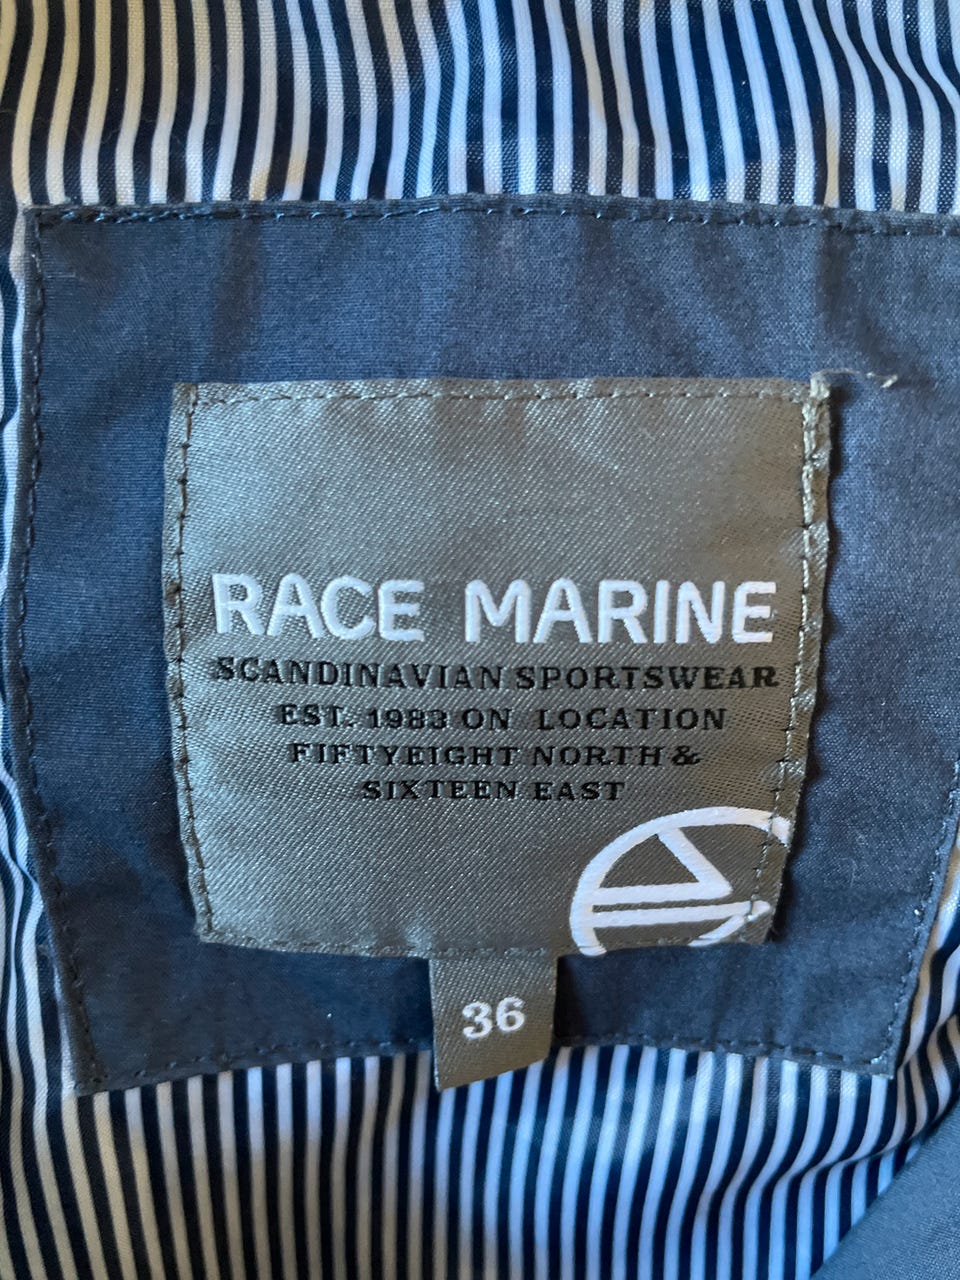 RACE MARINE
SCANDINAVIAN SPORTSWEAR
EST. 1983 ON LOCATION
FIFTYEIGHT NORTH &
SIXTEEN EAST
36